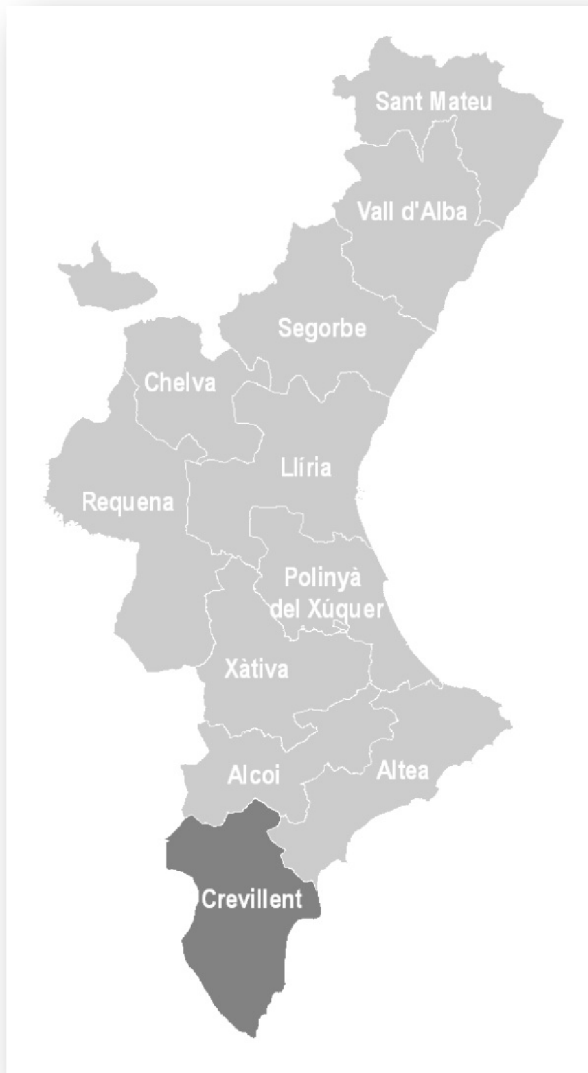 Sant Mateu
Vall d'Alba
Segorbe
Chelva
Llíria
Requena
Polinyà
del Xúquer
Xàtiva
Alcoi
Altea
Crevillent